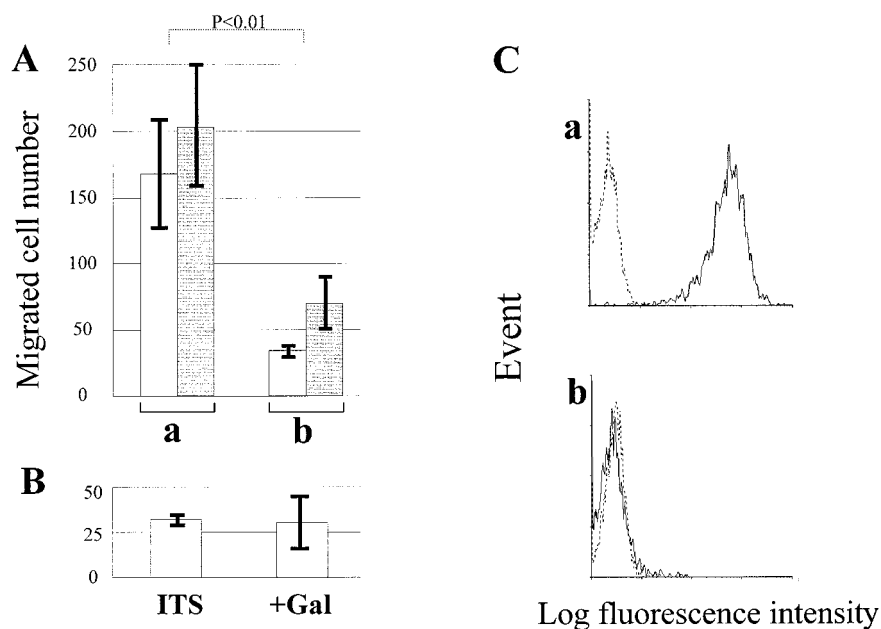 P<0.01
A
Migrated cell number
250
200
150
100
50
0
a b
B
50
25
0
ITS +Gal
C
a
Event
b
Log fluorescence intensity